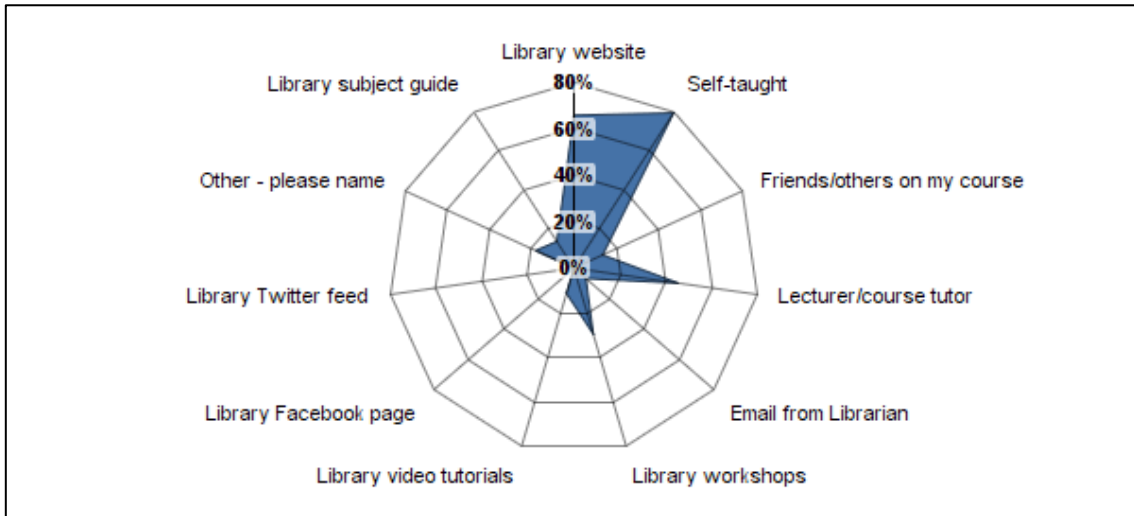 Library website
80%
Library subject guide
Self-taught
60%
Other - please name
40%
Friends/others on my course
20%
0%
Library Twitter feed
Lecturer/course tutor
Library Facebook page
Email from Librarian
Library video tutorials
Library workshops